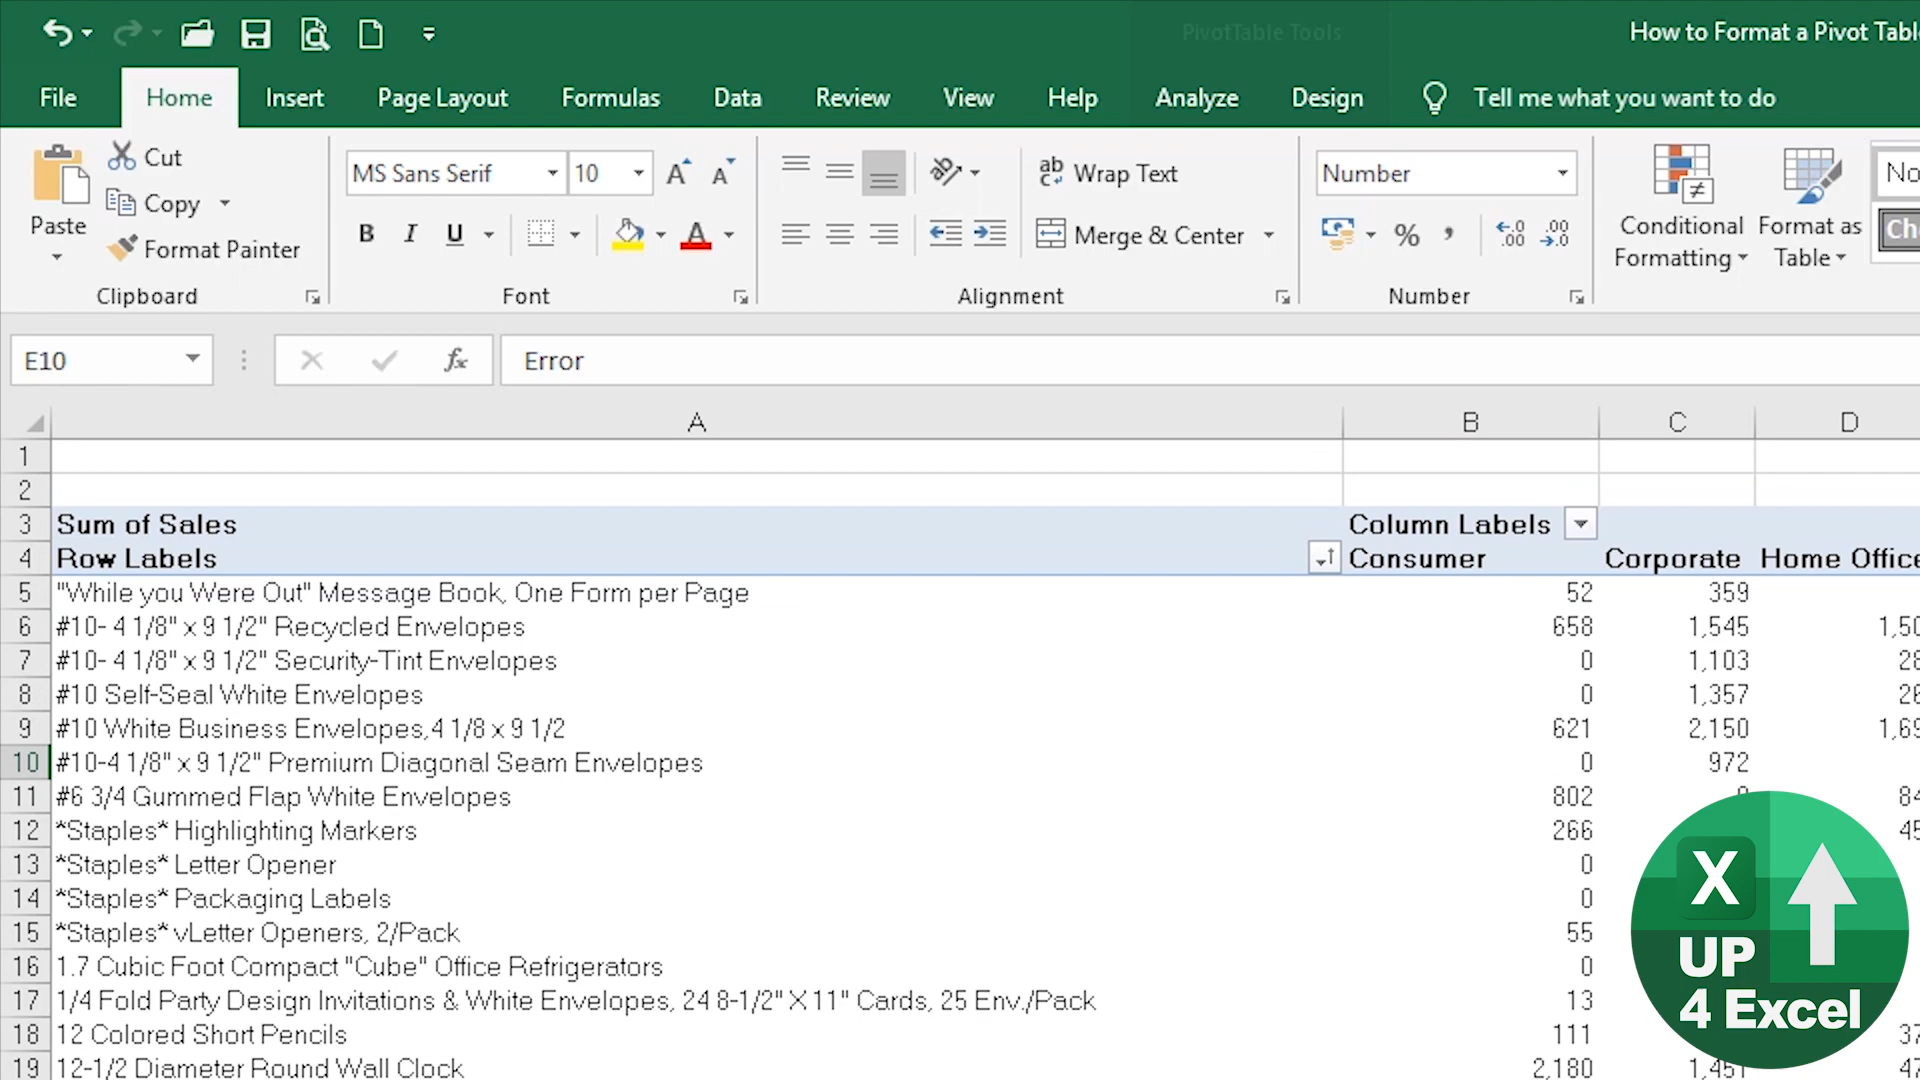 PivotTable Tools
How to Format a Pivot Tabl
File Home Insert Page Layout Formulas Data Review View Help Analyze Design Tell me what you want to do
Paste
Cut
Copy
Format Painter
Clipboard
MS Sans Serif 10
B I U
Font
Wrap Text
Merge & Center
Alignment
Number
Number
Conditional Formatting
Format as Table
No
Ch
E10
fx
Error
A B C D
1
2
3 Sum of Sales Column Labels
4 Row Labels Consumer Corporate Home Office
5 "While you Were Out" Message Book, One Form per Page 52 359
6 #10- 4 1/8" x 9 1/2" Recycled Envelopes 658 1,545 1,50
7 #10- 4 1/8" x 9 1/2" Security-Tint Envelopes 0 1,103 28
8 #10 Self-Seal White Envelopes 0 1,357 26
9 #10 White Business Envelopes,4 1/8 x 9 1/2 621 2,150 1,69
10 #10-4 1/8" x 9 1/2" Premium Diagonal Seam Envelopes 0 972
11 #6 3/4 Gummed Flap White Envelopes 802 84
12 *Staples* Highlighting Markers 266 45
13 *Staples* Letter Opener 0
14 *Staples* Packaging Labels 0
15 *Staples* vLetter Openers, 2/Pack 55
16 1.7 Cubic Foot Compact "Cube" Office Refrigerators 0
17 1/4 Fold Party Design Invitations & White Envelopes, 24 8-1/2" X 11" Cards, 25 Env./Pack 13
18 12 Colored Short Pencils 111 37
19 12-1/2 Diameter Round Wall Clock 2,180 1,451 47
X
UP
4 Excel